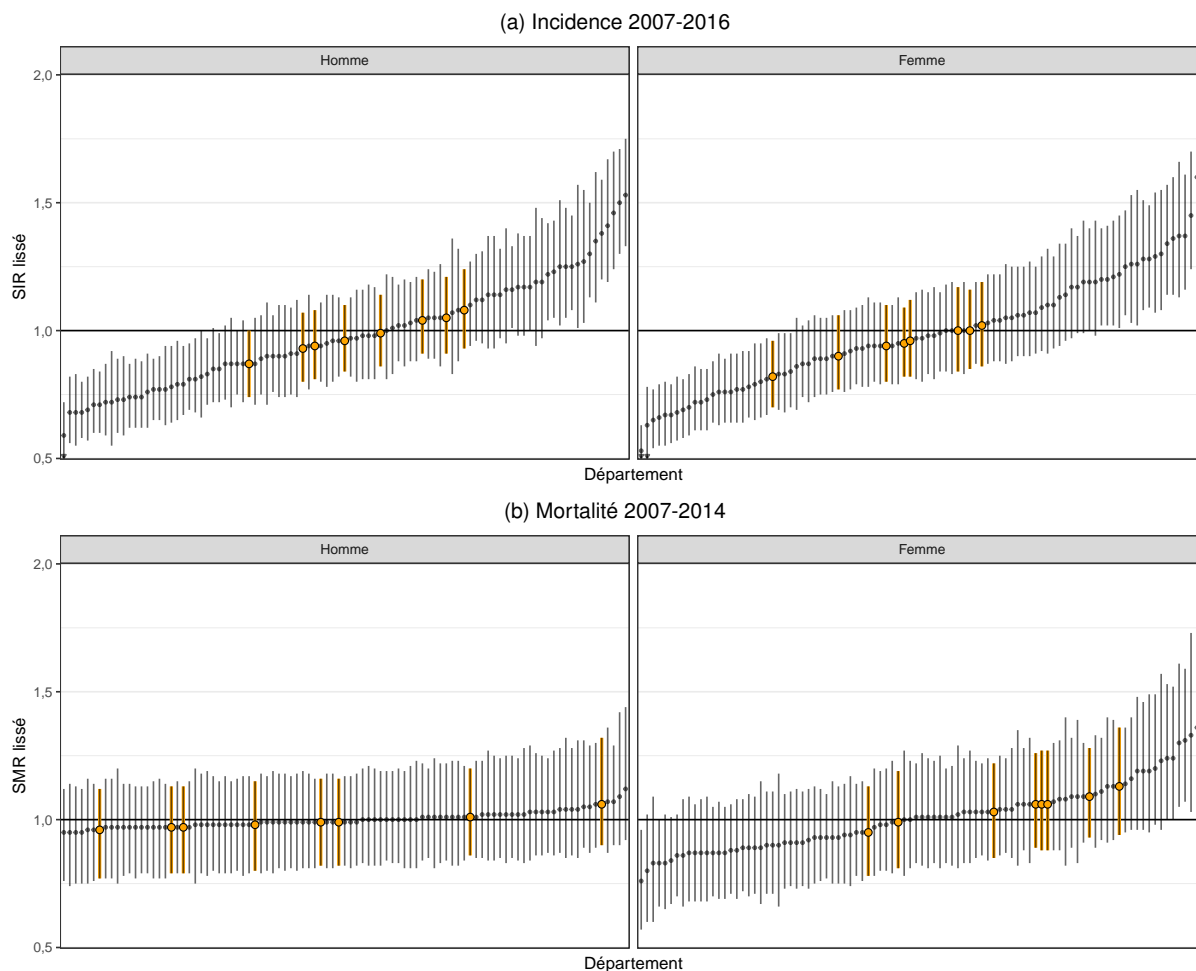 (a) Incidence 2007-2016
Homme
Femme
2,0
1,5
1,0
0,5
SIR lissé
Département
(b) Mortalité 2007-2014
Homme
Femme
2,0
1,5
1,0
0,5
SMR lissé
Département